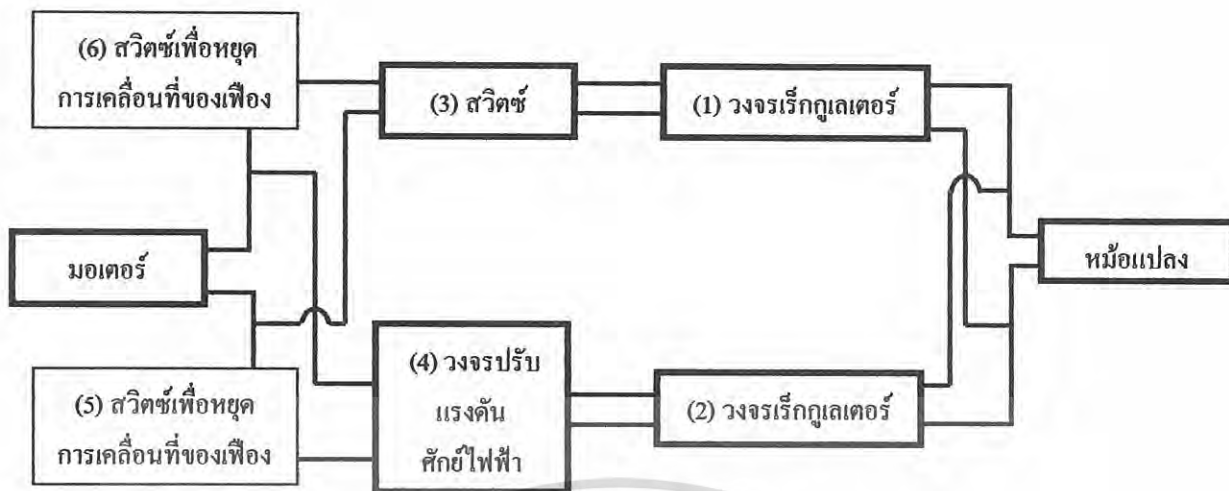 (6) สวิตซ์เพื่อหยุด
การเคลื่อนที่ของเฟือง
(3) สวิตซ์
(1) วงจรเร็กกูเลเตอร์
มอเตอร์
หม้อแปลง
(5) สวิตซ์เพื่อหยุด
การเคลื่อนที่ของเฟือง
(4) วงจรปรับ
แรงดัน
ศักย์ไฟฟ้า
(2) วงจรเร็กกูเลเตอร์